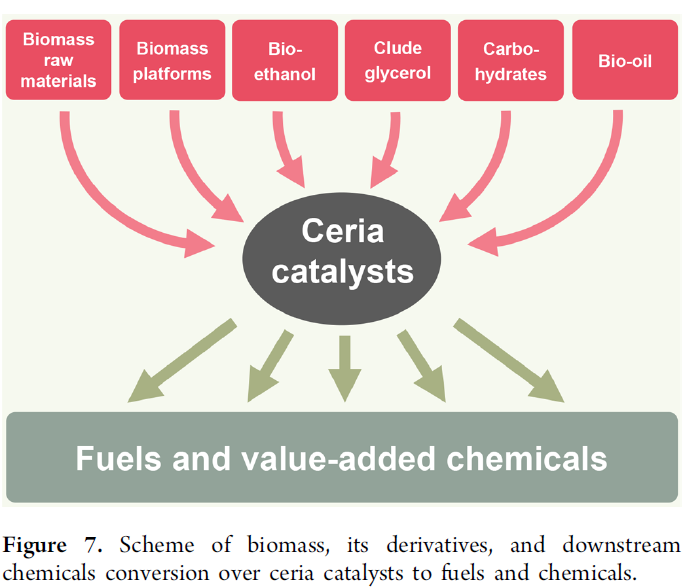 Biomass
raw
materials
Biomass
platforms
Bio-
ethanol
Clude
glycerol
Carbo-
hydrates
Bio-oil
Ceria
catalysts
Fuels and value-added chemicals
Figure 7. Scheme of biomass, its derivatives, and downstream
chemicals conversion over ceria catalysts to fuels and chemicals.